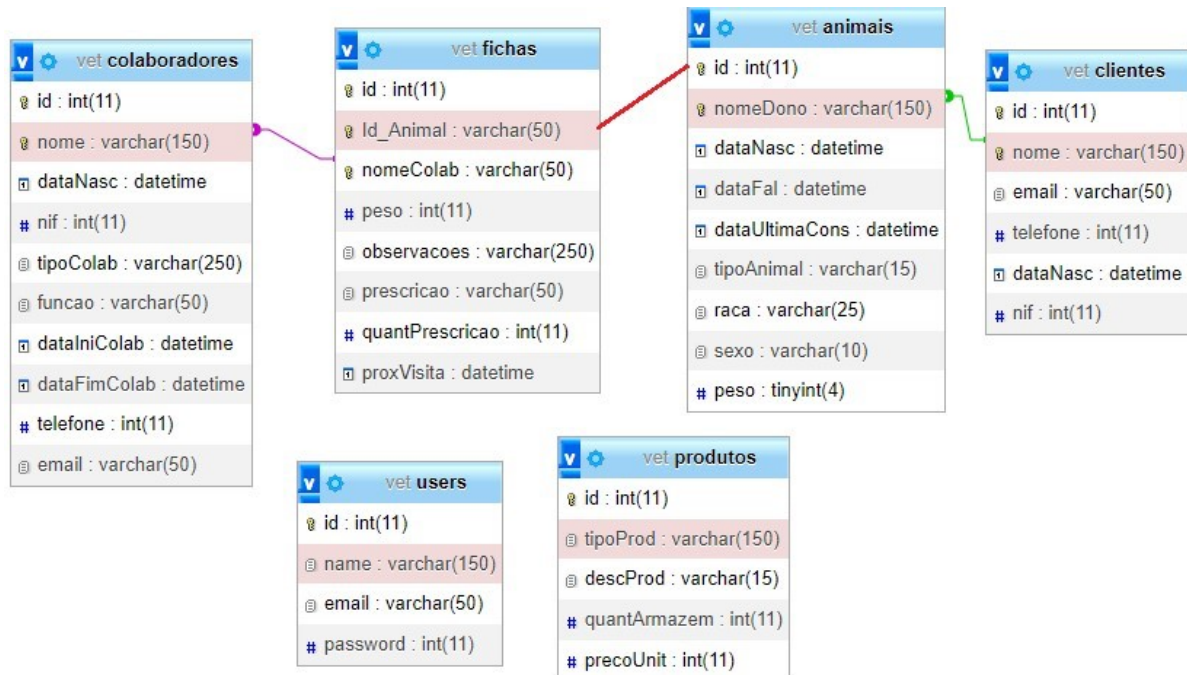 vet colaboradores
id : int(11)
nome : varchar(150)
dataNasc : datetime
nif : int(11)
tipoColab : varchar(250)
funcao : varchar(50)
dataIniColab : datetime
dataFimColab : datetime
telefone : int(11)
email : varchar(50)
vet fichas
id : int(11)
Id_Animal : varchar(50)
nomeColab : varchar(50)
peso : int(11)
observacoes : varchar(250)
prescricao : varchar(50)
quantPrescricao : int(11)
proxVisita : datetime
vet animais
id : int(11)
nomeDono : varchar(150)
dataNasc : datetime
dataFal : datetime
dataUltimaCons : datetime
tipoAnimal : varchar(15)
raca : varchar(25)
sexo : varchar(10)
peso : tinyint(4)
vet clientes
id : int(11)
nome : varchar(150)
email : varchar(50)
telefone : int(11)
dataNasc : datetime
nif : int(11)
vet users
id : int(11)
name : varchar(150)
email : varchar(50)
password : int(11)
vet produtos
id : int(11)
tipoProd : varchar(150)
descProd : varchar(15)
quantArmazem : int(11)
precoUnit : int(11)